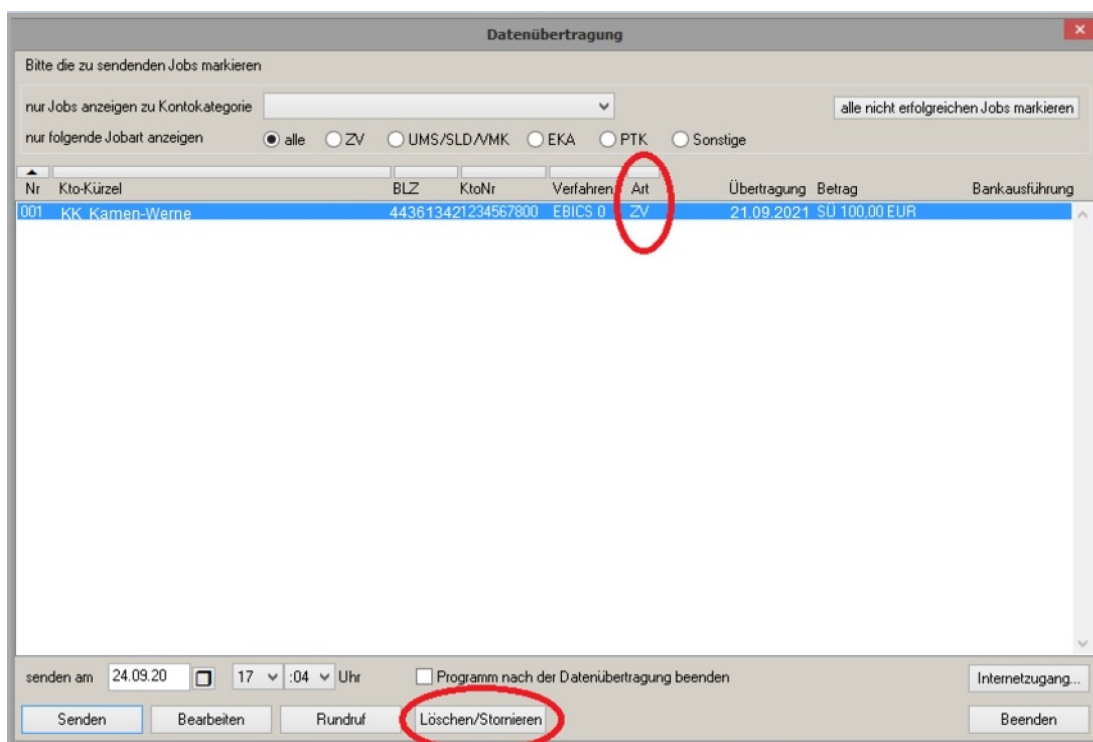 Datenübertragung
Bitte die zu sendenden Jobs markieren
nur Jobs anzeigen zu Kontokategorie alle nicht erfolgreichen Jobs markieren
nur folgende Jobart anzeigen alle ZV UMS/SLD/VMK EKA PTK Sonstige
Nr Kto-Kürzel BLZ KtoNr Verfahren Art Übertragung Betrag Bankausführung
001 KK Kamen-Werne 443613421234567800 EBICS 0 ZV 21.09.2021 SÜ 100,00 EUR
senden am 24.09.20 17 :04 Uhr Programm nach der Datenübertragung beenden Internetzugang...
Senden Bearbeiten Rundruf Löschen/Stornieren Beenden